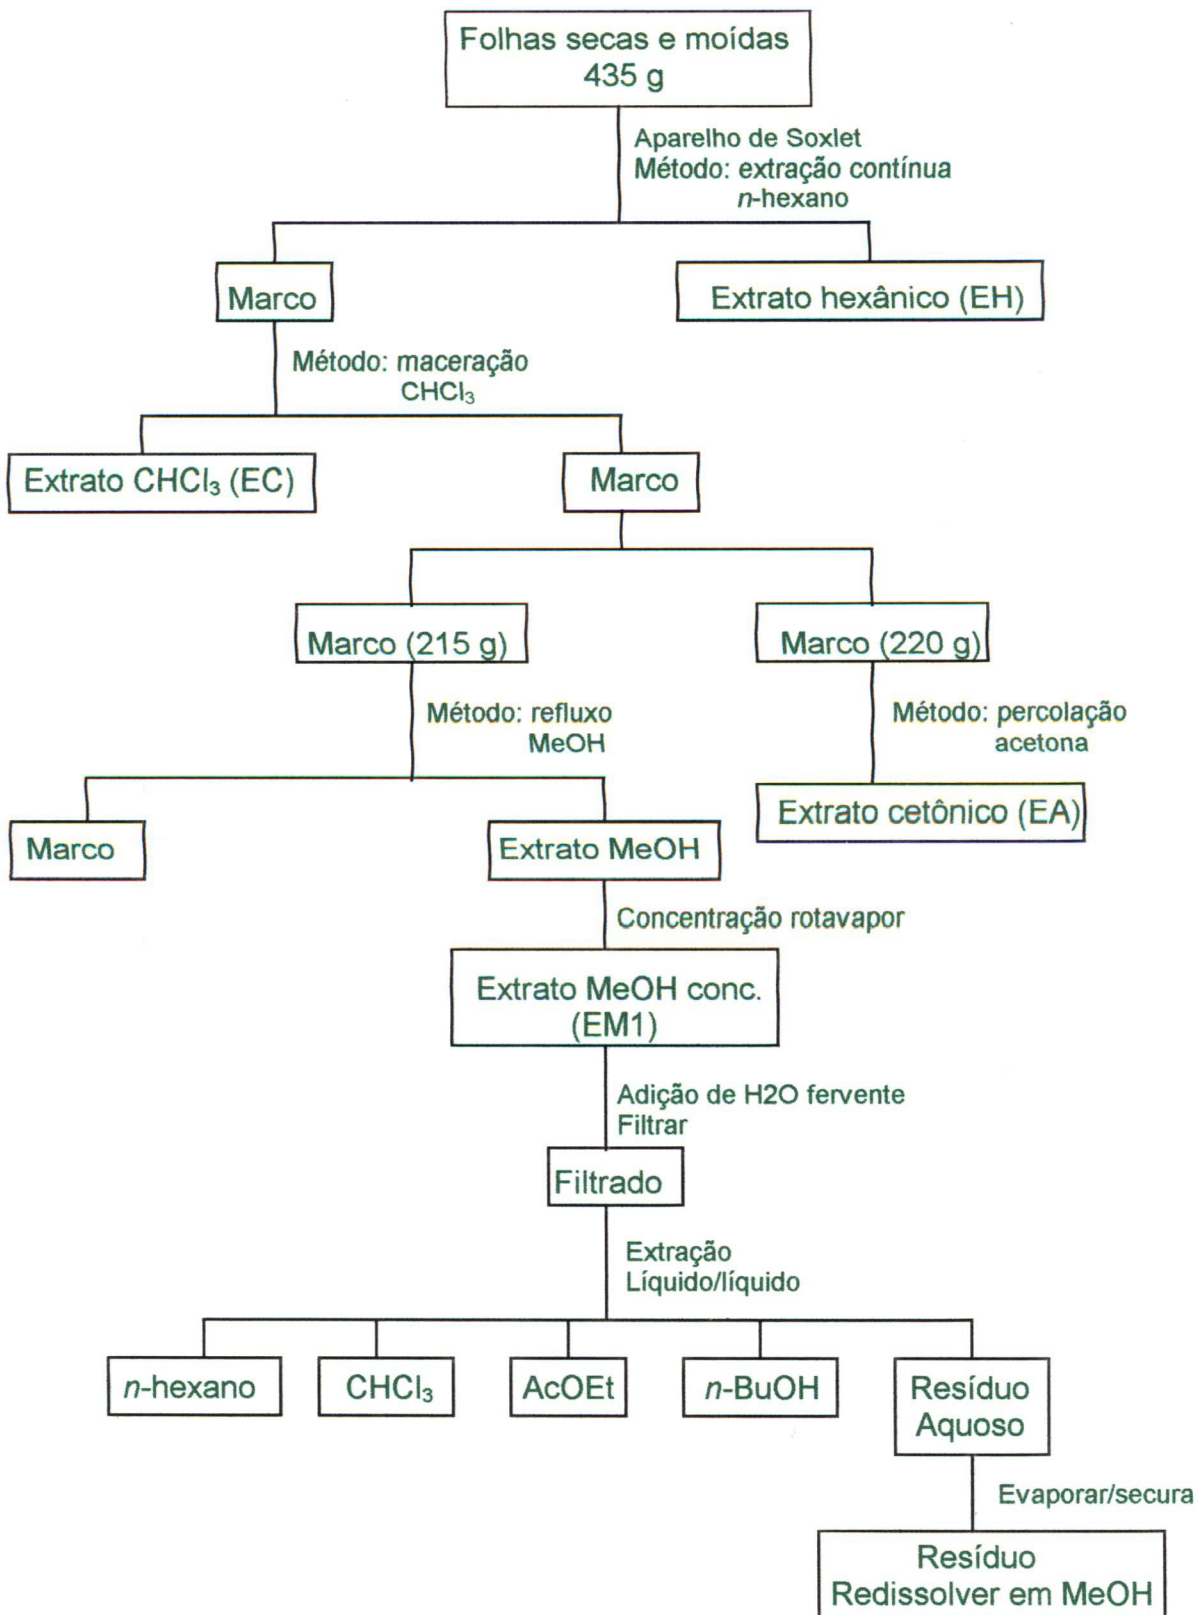 Folhas secas e moídas
435 g
Aparelho de Soxlet
Método: extração contínua
n-hexano
Marco
Extrato hexânico (EH)
Método: maceração
CHCl₃
Extrato CHCl₃ (EC)
Marco
Marco (215 g)
Marco (220 g)
Método: refluxo
MeOH
Método: percolação
acetona
Marco
Extrato MeOH
Extrato cetônico (EA)
Concentração rotavapor
Extrato MeOH conc.
(EM1)
Adição de H2O fervente
Filtrar
Filtrado
Extração
Líquido/líquido
n-hexano
CHCl₃
AcOEt
n-BuOH
Resíduo
Aquoso
Evaporar/secura
Resíduo
Redissolver em MeOH